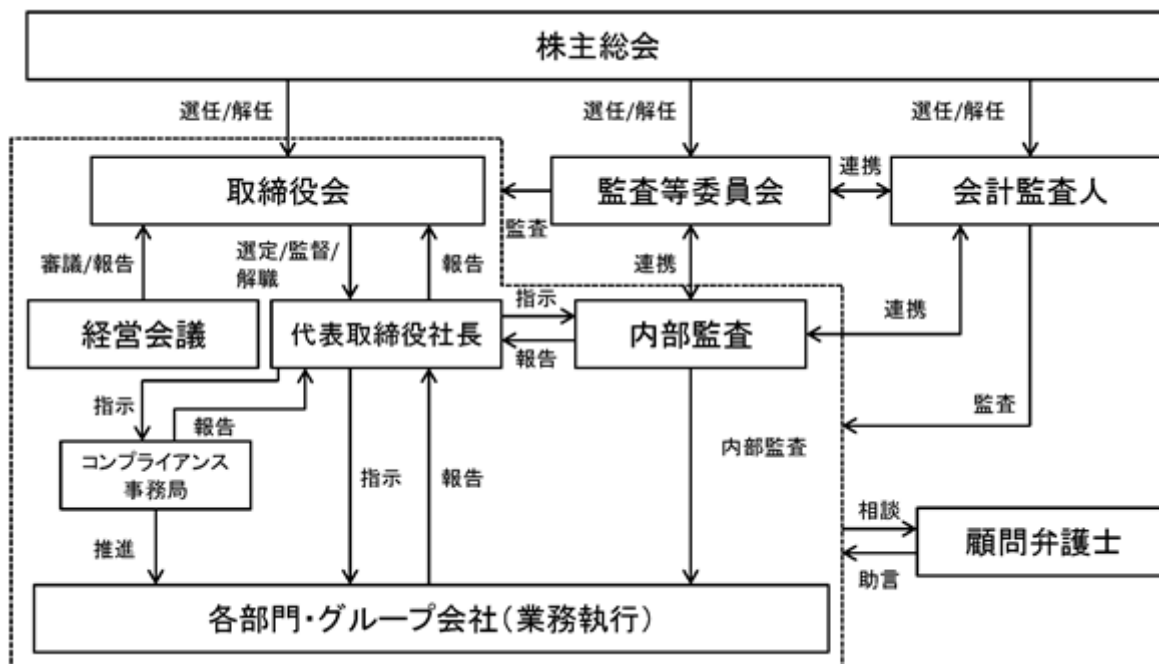 株主総会
選任/解任
選任/解任
選任/解任
取締役会
監査等委員会
連携
会計監査人
監査
審議/報告
選定/監督/
解職
報告
連携
経営会議
代表取締役社長
指示
報告
内部監査
連携
指示
報告
監査
コンプライアンス
事務局
指示
報告
内部監査
推進
相談
助言
顧問弁護士
各部門・グループ会社(業務執行)